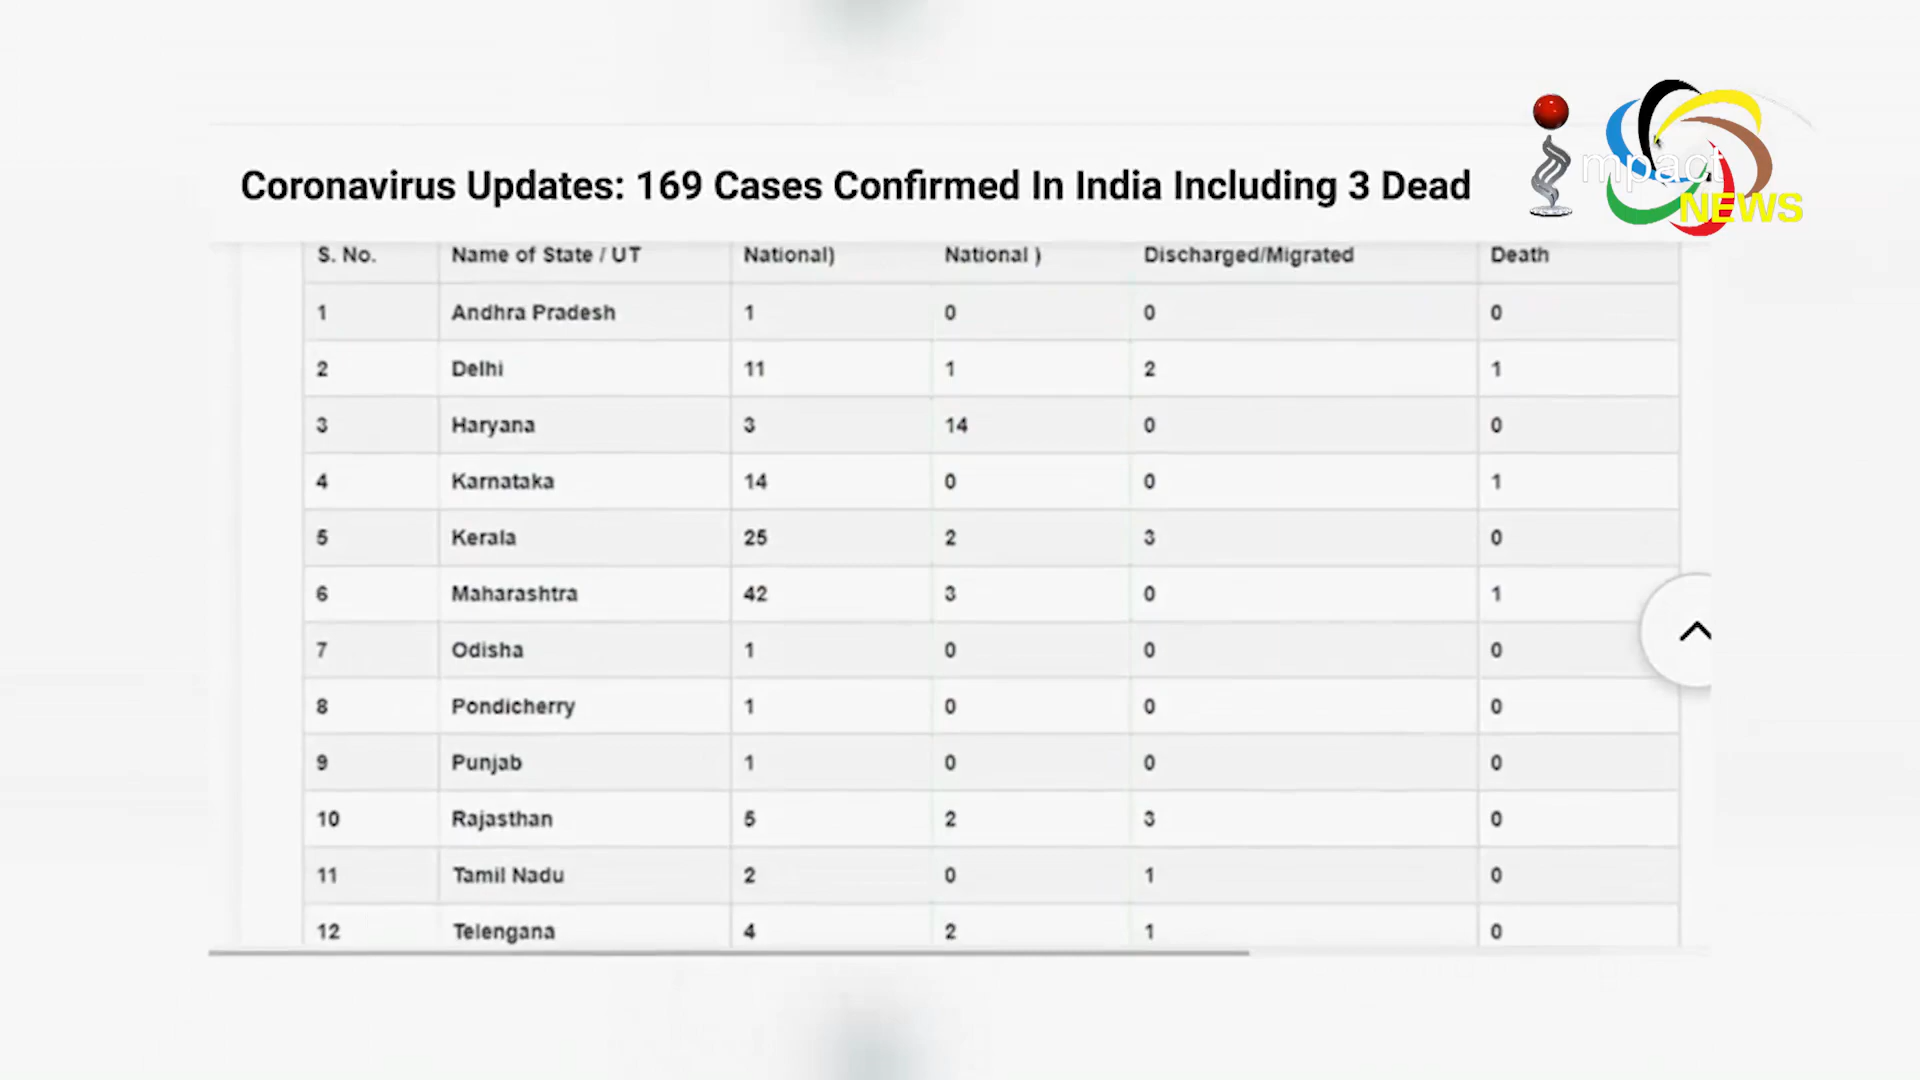 Coronavirus Updates: 169 Cases Confirmed In India Including 3 Dead
mpact
NEWS
S. No. Name of State / UT National) National ) Discharged/Migrated Death
1 Andhra Pradesh 1 0 0 0
2 Delhi 11 1 2 1
3 Haryana 3 14 0 0
4 Karnataka 14 0 0 1
5 Kerala 25 2 3 0
6 Maharashtra 42 3 0 1
7 Odisha 1 0 0 0
8 Pondicherry 1 0 0 0
9 Punjab 1 0 0 0
10 Rajasthan 5 2 3 0
11 Tamil Nadu 2 0 1 0
12 Telengana 4 2 1 0